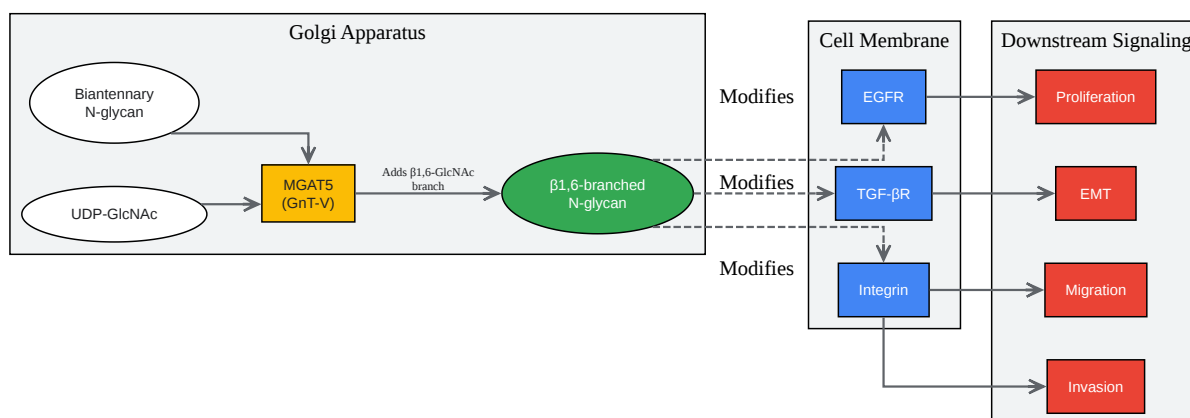 Golgi Apparatus
Cell Membrane
Downstream Signaling
Biantennary
N-glycan
UDP-GlcNAc
MGAT5
(GnT-V)
Adds β1,6-GlcNAc
branch
β1,6-branched
N-glycan
Modifies
Modifies
Modifies
EGFR
TGF-βR
Integrin
Proliferation
EMT
Migration
Invasion